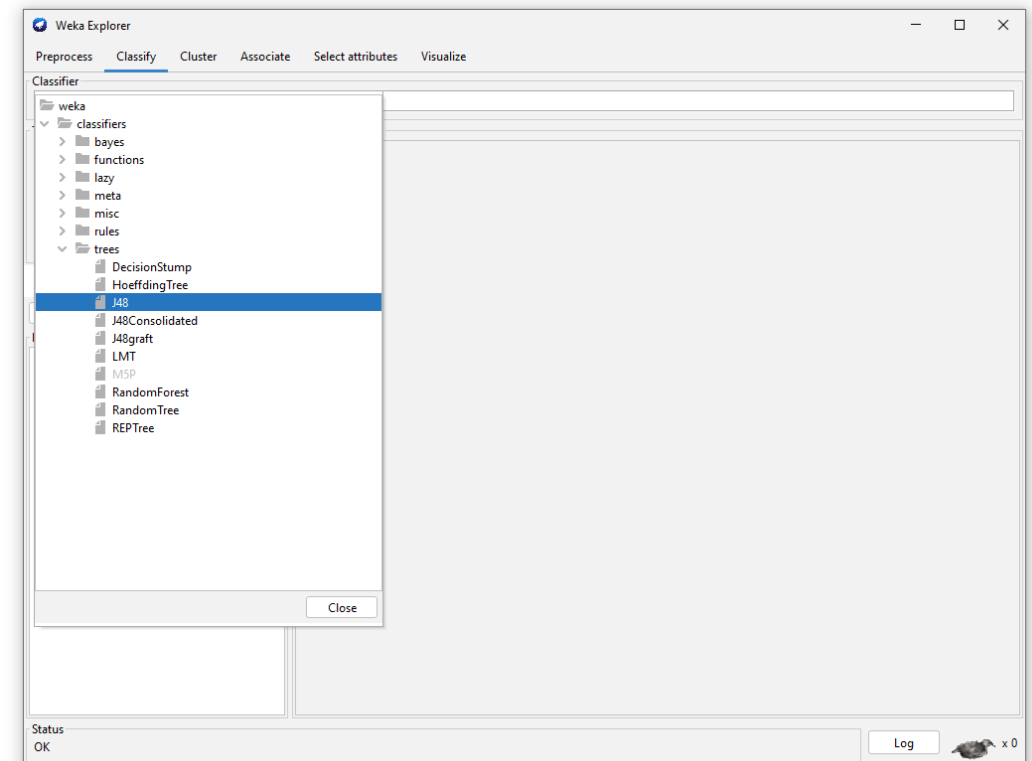 Weka Explorer
Preprocess Classify Cluster Associate Select attributes Visualize
Classifier
weka
classifiers
bayes
functions
lazy
meta
misc
rules
trees
DecisionStump
HoeffdingTree
J48
J48Consolidated
J48graft
LMT
M5P
RandomForest
RandomTree
REPTree
Close
Status
OK
Log
x 0